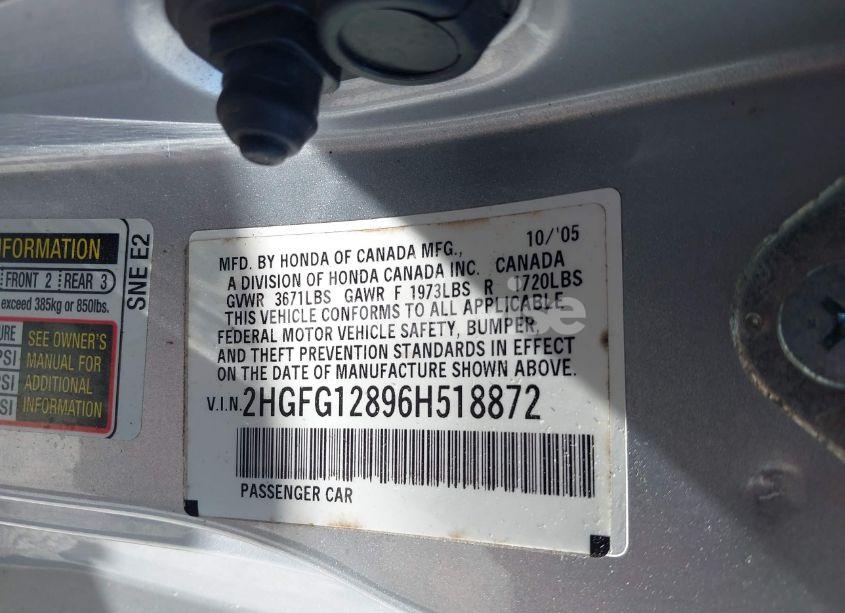 NFORMATION
FRONT 2 REAR 3
exceed 385kg or 850lbs.
SEE OWNER'S
MANUAL FOR
ADDITIONAL
INFORMATION
URE
PSI
PSI
PSI
SNE E2
10/'05
MFD. BY HONDA OF CANADA MFG.,
A DIVISION OF HONDA CANADA INC. CANADA
GVWR 3671LBS GAWR F 1973LBS R 1720LBS
THIS VEHICLE CONFORMS TO ALL APPLICABLE
FEDERAL MOTOR VEHICLE SAFETY, BUMPER,
AND THEFT PREVENTION STANDARDS IN EFFECT
ON THE DATE OF MANUFACTURE SHOWN ABOVE.
V.I.N. 2HGFG12896H518872
PASSENGER CAR